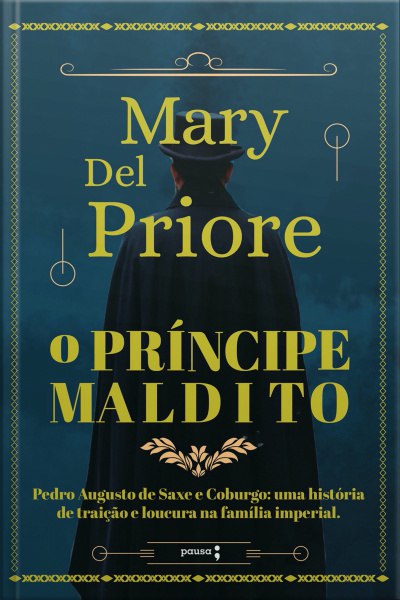 Mary
Del
Priore
O PRÍNCIPE
MALDITO
Pedro Augusto de Saxe e Coburgo: uma história
de traição e loucura na família imperial.
pausa;